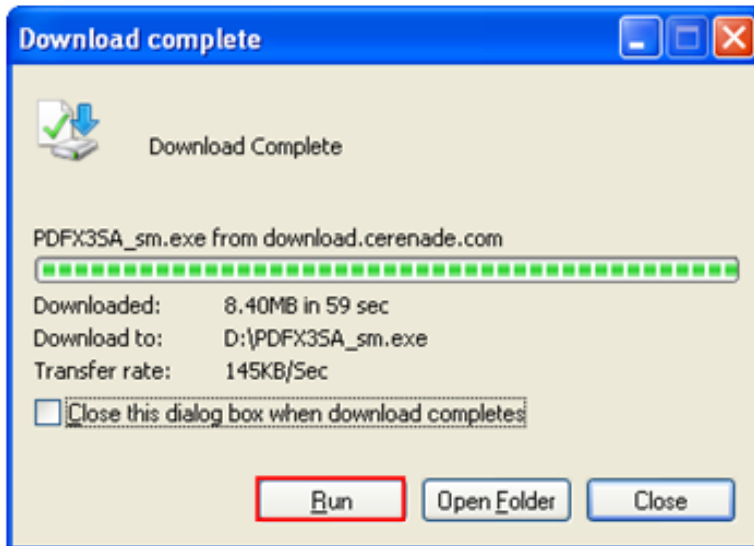 Download complete
Download Complete
PDFX3SA_sm.exe from download.cerenade.com
Downloaded: 8.40MB in 59 sec
Download to: D:\PDFX3SA_sm.exe
Transfer rate: 145KB/Sec
Close this dialog box when download completes
Run Open Folder Close